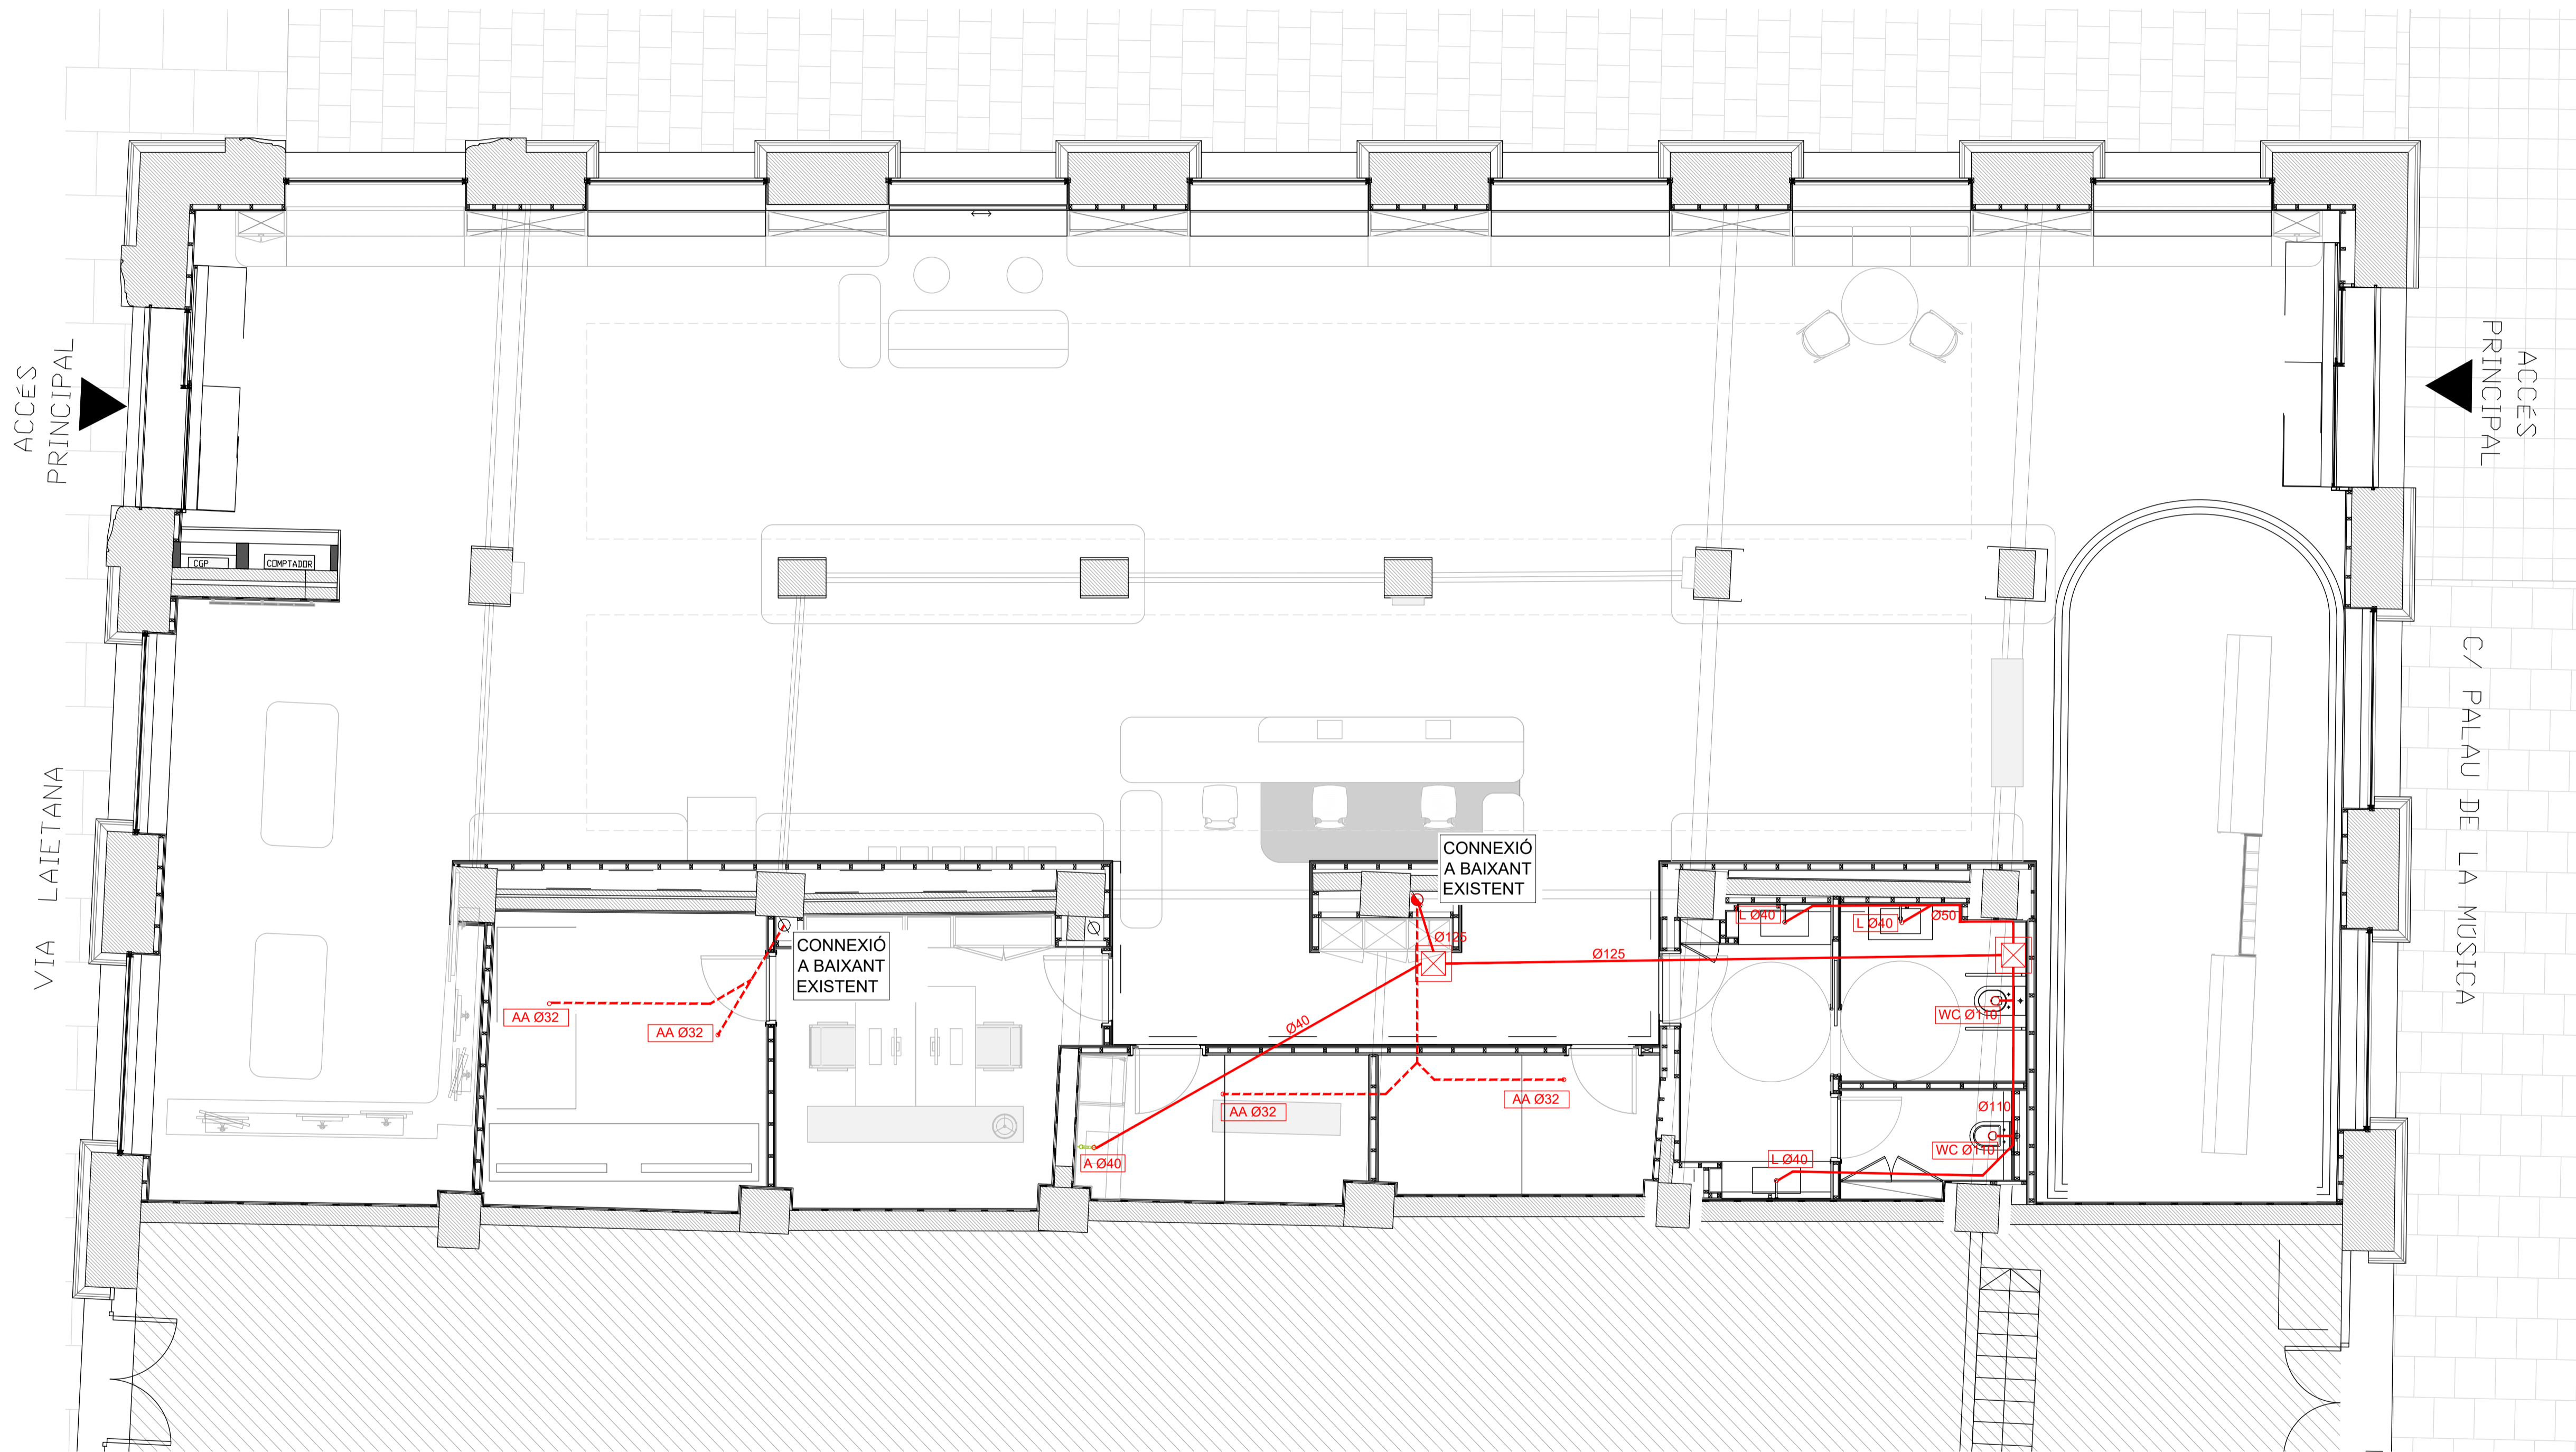 ACCÉS
PRINCIPAL
ACCÉS
PRINCIPAL
CGP
COMPTADOR
VIA LAIETANA
C/ PALAU DE LA MÚSICA
CONNEXIÓ
A BAIXANT
EXISTENT
CONNEXIÓ
A BAIXANT
EXISTENT
L Ø40
L Ø40
Ø50
Ø125
Ø125
AA Ø32
AA Ø32
Ø40
WC Ø110
AA Ø32
AA Ø32
Ø110
A Ø40
L Ø40
WC Ø110